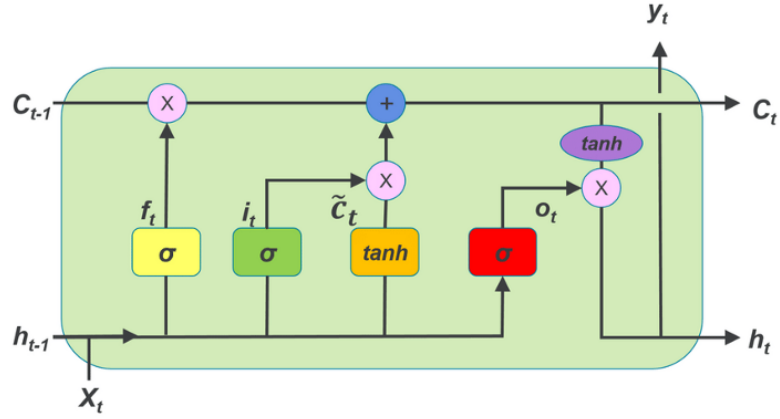 yₜ
Cₜ₋₁
X
+
Cₜ
tanh
X
X
fₜ
iₜ
c̃ₜ
oₜ
σ
σ
tanh
σ
hₜ₋₁
hₜ
Xₜ